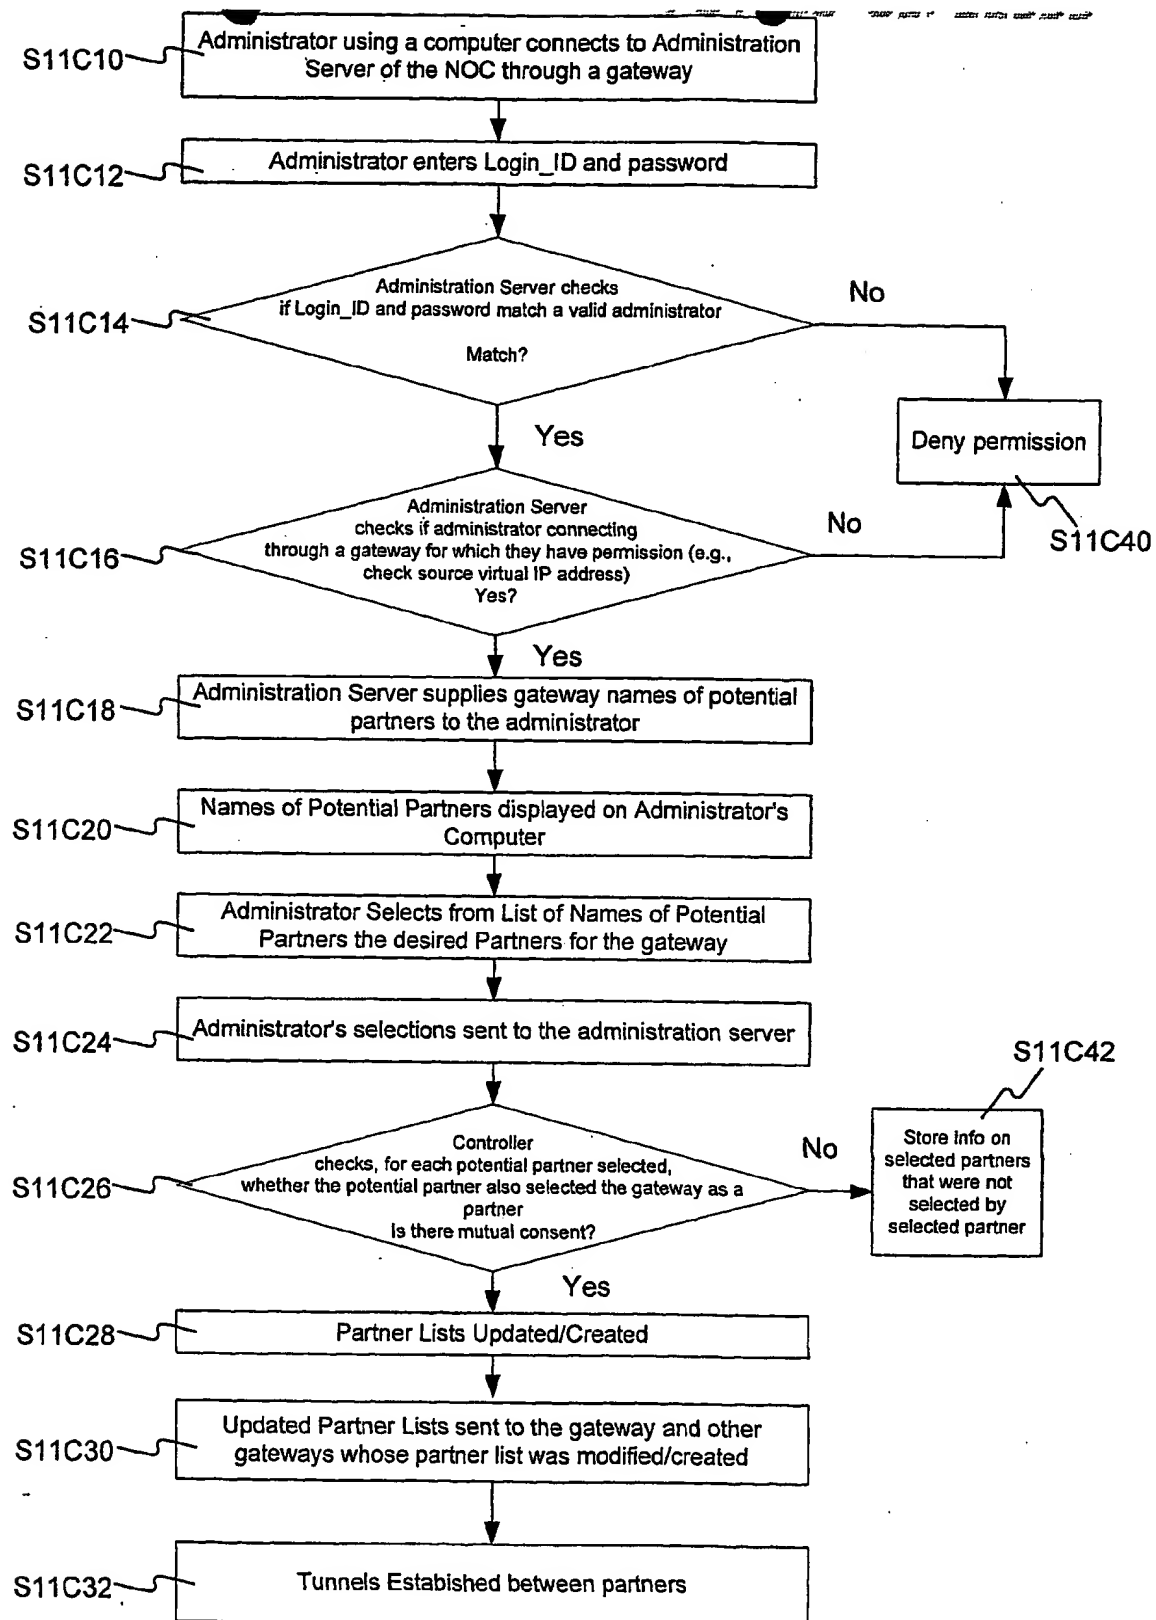 Administrator using a computer connects to Administration
Server of the NOC through a gateway
S11C10
Administrator enters Login_ID and password
S11C12
Administration Server checks
if Login_ID and password match a valid administrator
Match?
S11C14
No
Yes
Deny permission
S11C40
Administration Server
checks if administrator connecting
through a gateway for which they have permission (e.g.,
check source virtual IP address)
Yes?
S11C16
No
Yes
Administration Server supplies gateway names of potential
partners to the administrator
S11C18
Names of Potential Partners displayed on Administrator's
Computer
S11C20
Administrator Selects from List of Names of Potential
Partners the desired Partners for the gateway
S11C22
Administrator's selections sent to the administration server
S11C24
S11C42
Controller
checks, for each potential partner selected,
whether the potential partner also selected the gateway as a
partner
Is there mutual consent?
S11C26
No
Store Info on
selected partners
that were not
selected by
selected partner
Yes
Partner Lists Updated/Created
S11C28
Updated Partner Lists sent to the gateway and other
gateways whose partner list was modified/created
S11C30
Tunnels Estabished between partners
S11C32